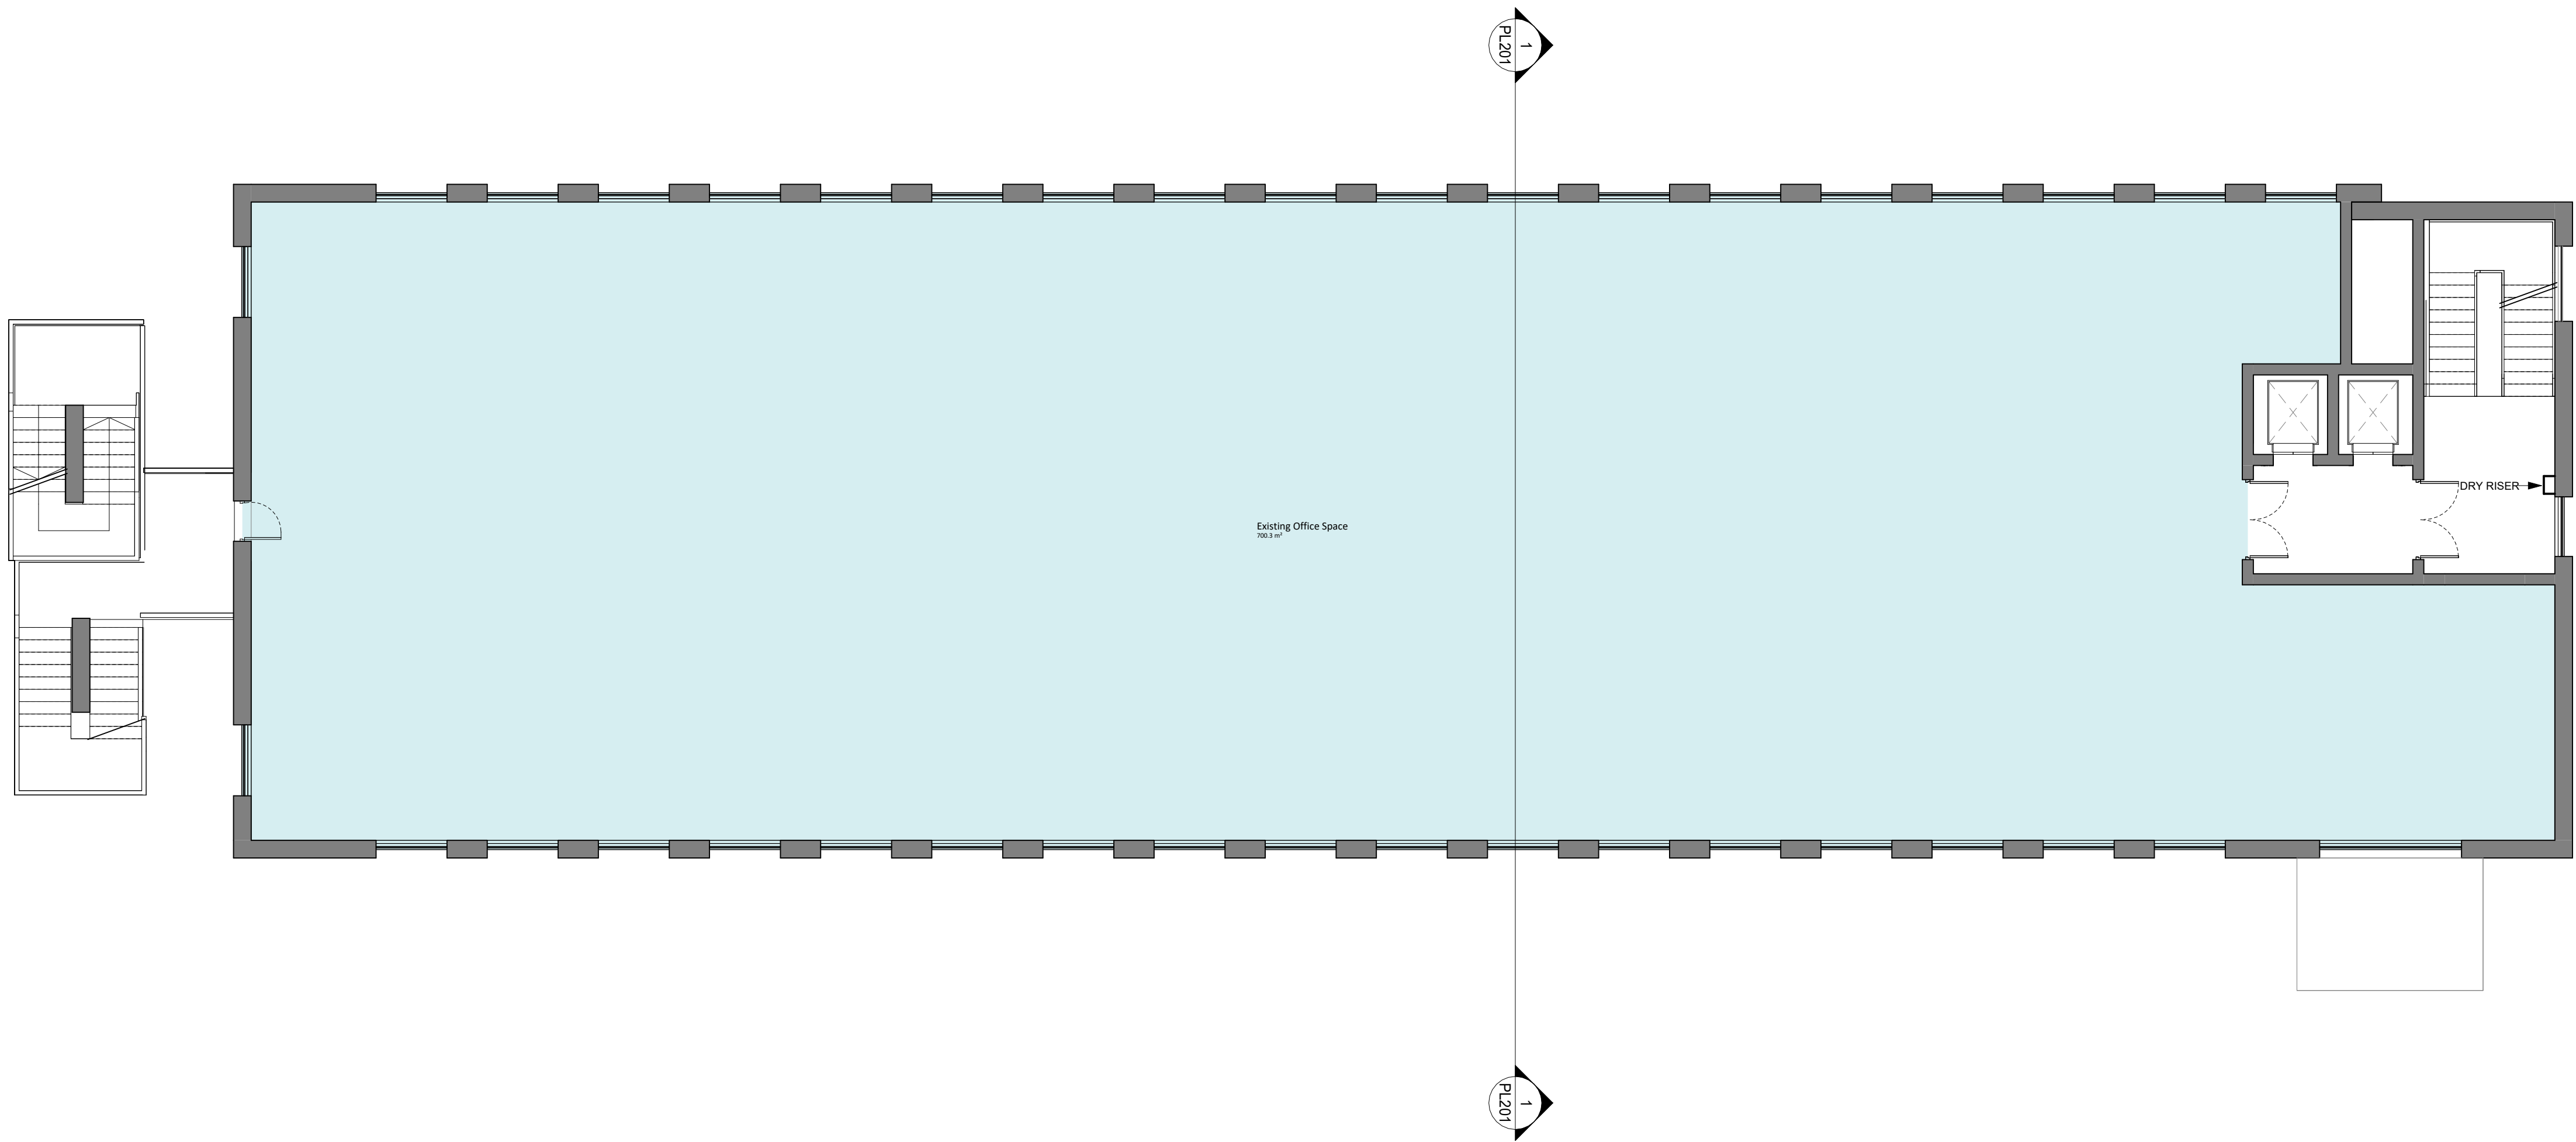 1
PL201
DRY RISER
Existing Office Space
700.3 m²
1
PL201